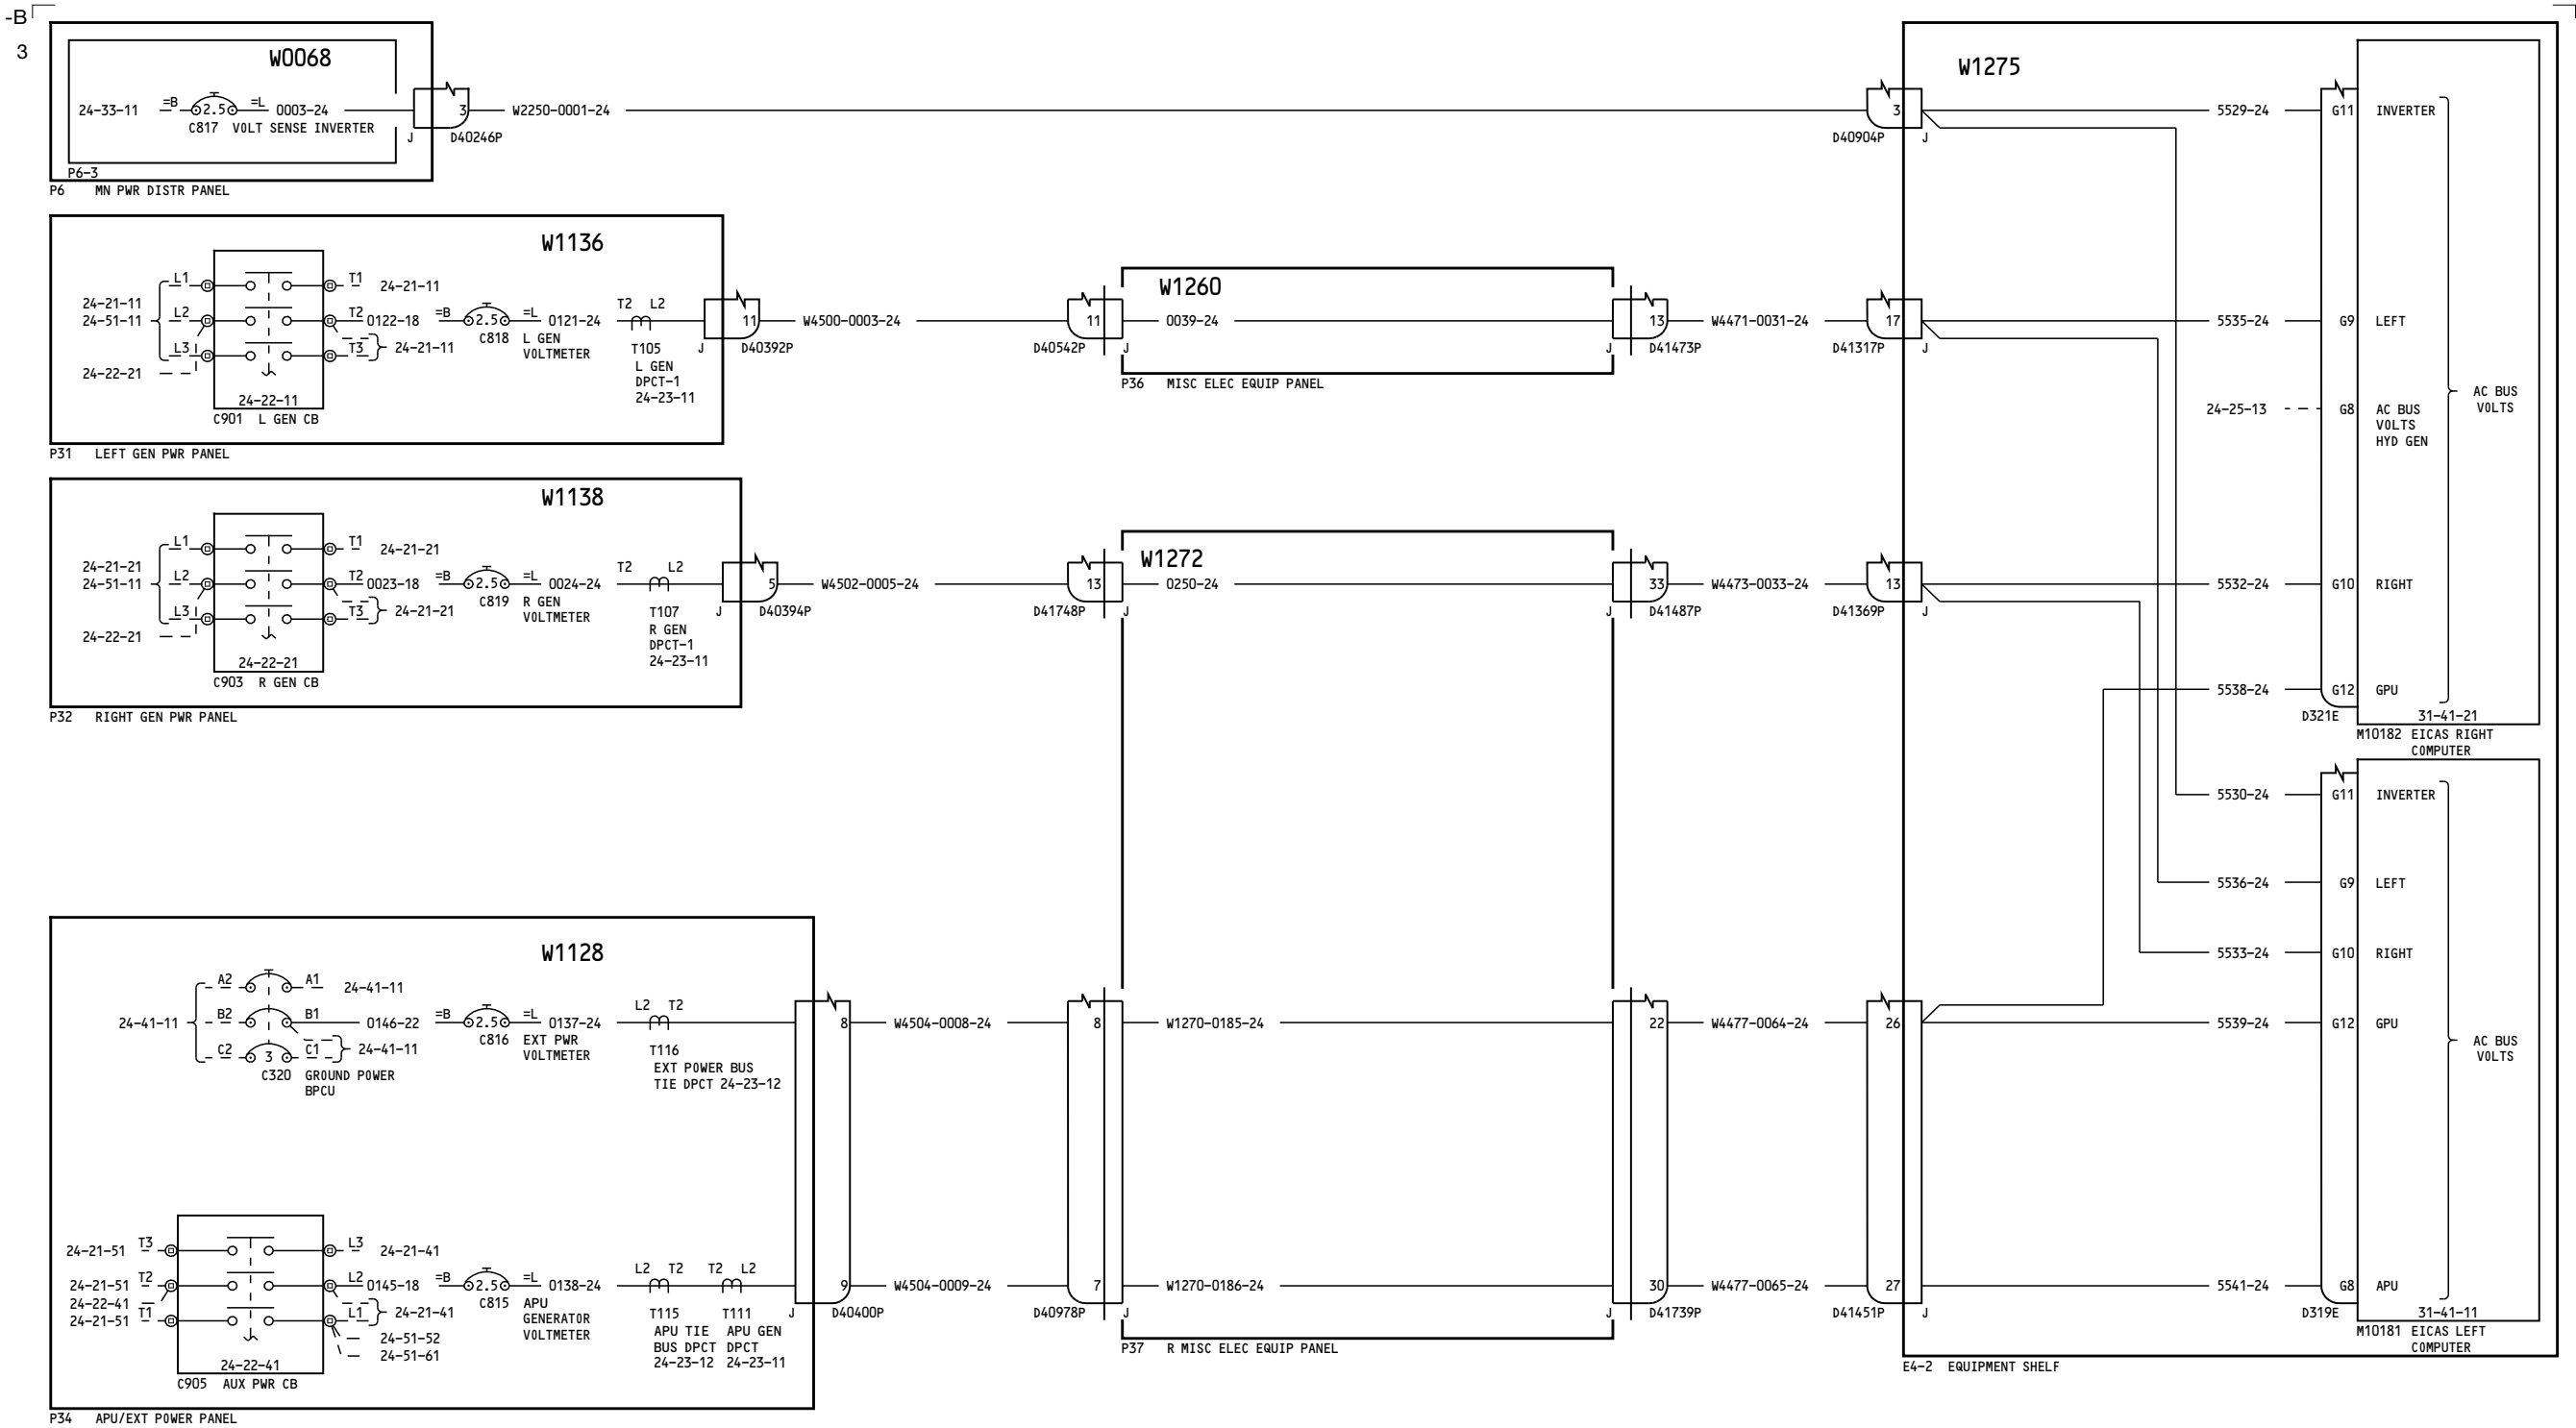 -B
3
W0068
24-33-11 =B 2.5 =L 0003-24
C817 VOLT SENSE INVERTER
P6-3
P6 MN PWR DISTR PANEL
J
3
D40246P
W2250-0001-24
3
D40904P
J
W1275
5529-24
G11 INVERTER
W1136
L1
L2
L3
24-21-11
24-51-11
24-22-21
T1 24-21-11
T2 0122-18 =B 2.5 =L 0121-24
T3 24-21-11
C818 L GEN
VOLTMETER
T2 L2
T105
L GEN
DPCT-1
24-23-11
24-22-11
C901 L GEN CB
P31 LEFT GEN PWR PANEL
J
11
D40392P
W4500-0003-24
11
D40542P
J
W1260
0039-24
P36 MISC ELEC EQUIP PANEL
J
13
D41473P
W4471-0031-24
17
D41317P
J
5535-24
G9 LEFT
24-25-13
G8 AC BUS
VOLTS
HYD GEN
AC BUS
VOLTS
W1138
L1
L2
L3
24-21-21
24-51-11
24-22-21
T1 24-21-21
T2 0023-18 =B 2.5 =L 0024-24
T3 24-21-21
C819 R GEN
VOLTMETER
T2 L2
T107
R GEN
DPCT-1
24-23-11
24-22-21
C903 R GEN CB
P32 RIGHT GEN PWR PANEL
J
5
D40394P
W4502-0005-24
13
D41748P
J
W1272
0250-24
J
33
D41487P
W4473-0033-24
13
D41369P
J
5532-24
G10 RIGHT
5538-24
G12 GPU
D321E
31-41-21
M10182 EICAS RIGHT
COMPUTER
5530-24
G11 INVERTER
5536-24
G9 LEFT
5533-24
G10 RIGHT
W1128
A2 A1 24-41-11
24-41-11
B2 B1 0146-22 =B 2.5 =L 0137-24
C2 3 C1 24-41-11
C320 GROUND POWER
BPCU
C816 EXT PWR
VOLTMETER
L2 T2
T116
EXT POWER BUS
TIE DPCT 24-23-12
8
W4504-0008-24
8
W1270-0185-24
22
W4477-0064-24
26
5539-24
G12 GPU
AC BUS
VOLTS
24-21-51 T3
L3 24-21-41
24-21-51 T2
L2 0145-18 =B 2.5 =L 0138-24
24-22-41
24-21-51 T1
L1 24-21-41
24-51-52
24-51-61
24-22-41
C905 AUX PWR CB
C815 APU
GENERATOR
VOLTMETER
L2 T2 T2 L2
T115
APU TIE
BUS DPCT
24-23-12
T111
APU GEN
DPCT
24-23-11
P34 APU/EXT POWER PANEL
J
9
D40400P
W4504-0009-24
7
D40978P
J
W1270-0186-24
P37 R MISC ELEC EQUIP PANEL
J
30
D41739P
W4477-0065-24
27
D41451P
J
5541-24
G8 APU
D319E
31-41-11
M10181 EICAS LEFT
COMPUTER
E4-2 EQUIPMENT SHELF